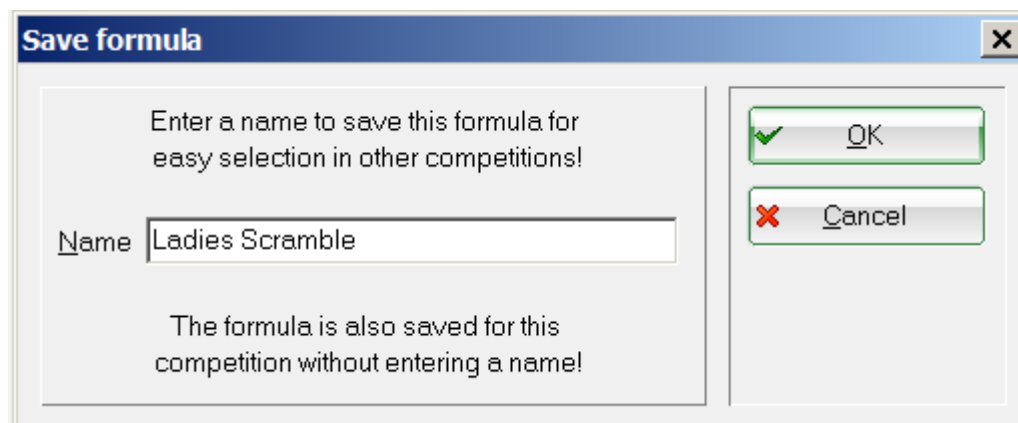 Save formula
Enter a name to save this formula for
easy selection in other competitions!
Name Ladies Scramble
The formula is also saved for this
competition without entering a name!
OK
Cancel